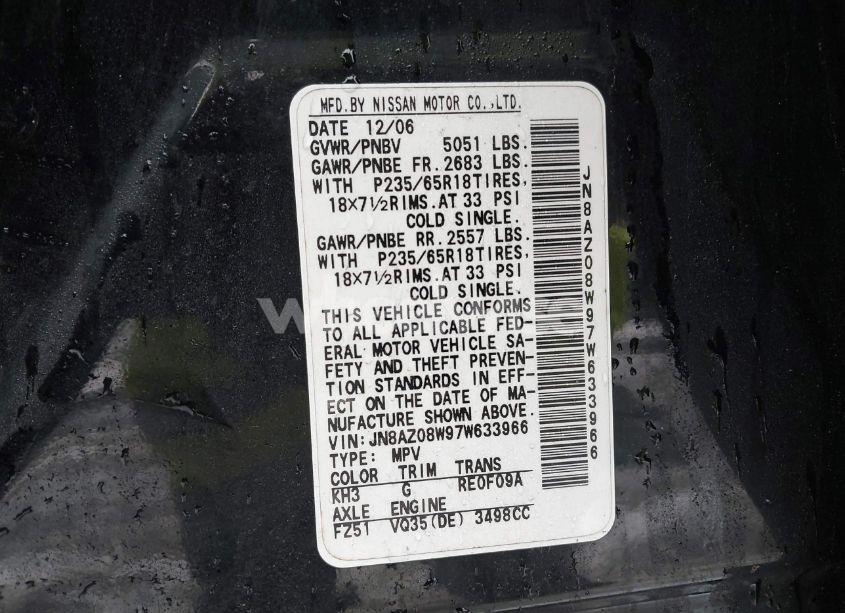 MFD.BY NISSAN MOTOR CO.,LTD.
DATE 12/06
GVWR/PNBV 5051 LBS.
GAWR/PNBE FR.2683 LBS.
WITH P235/65R18TIRES,
18×7½RIMS.AT 33 PSI
COLD SINGLE.
GAWR/PNBE RR.2557 LBS.
WITH P235/65R18TIRES,
18×7½RIMS.AT 33 PSI
COLD SINGLE.
THIS VEHICLE CONFORMS
TO ALL APPLICABLE FED-
ERAL MOTOR VEHICLE SA-
FETY AND THEFT PREVEN-
TION STANDARDS IN EFF-
ECT ON THE DATE OF MA-
NUFACTURE SHOWN ABOVE.
VIN:JN8AZ08W97W633966
TYPE: MPV
COLOR TRIM TRANS
KH3 G RE0F09A
AXLE ENGINE
FZ51 VQ35(DE) 3498CC
JN8AZ08W97W633966